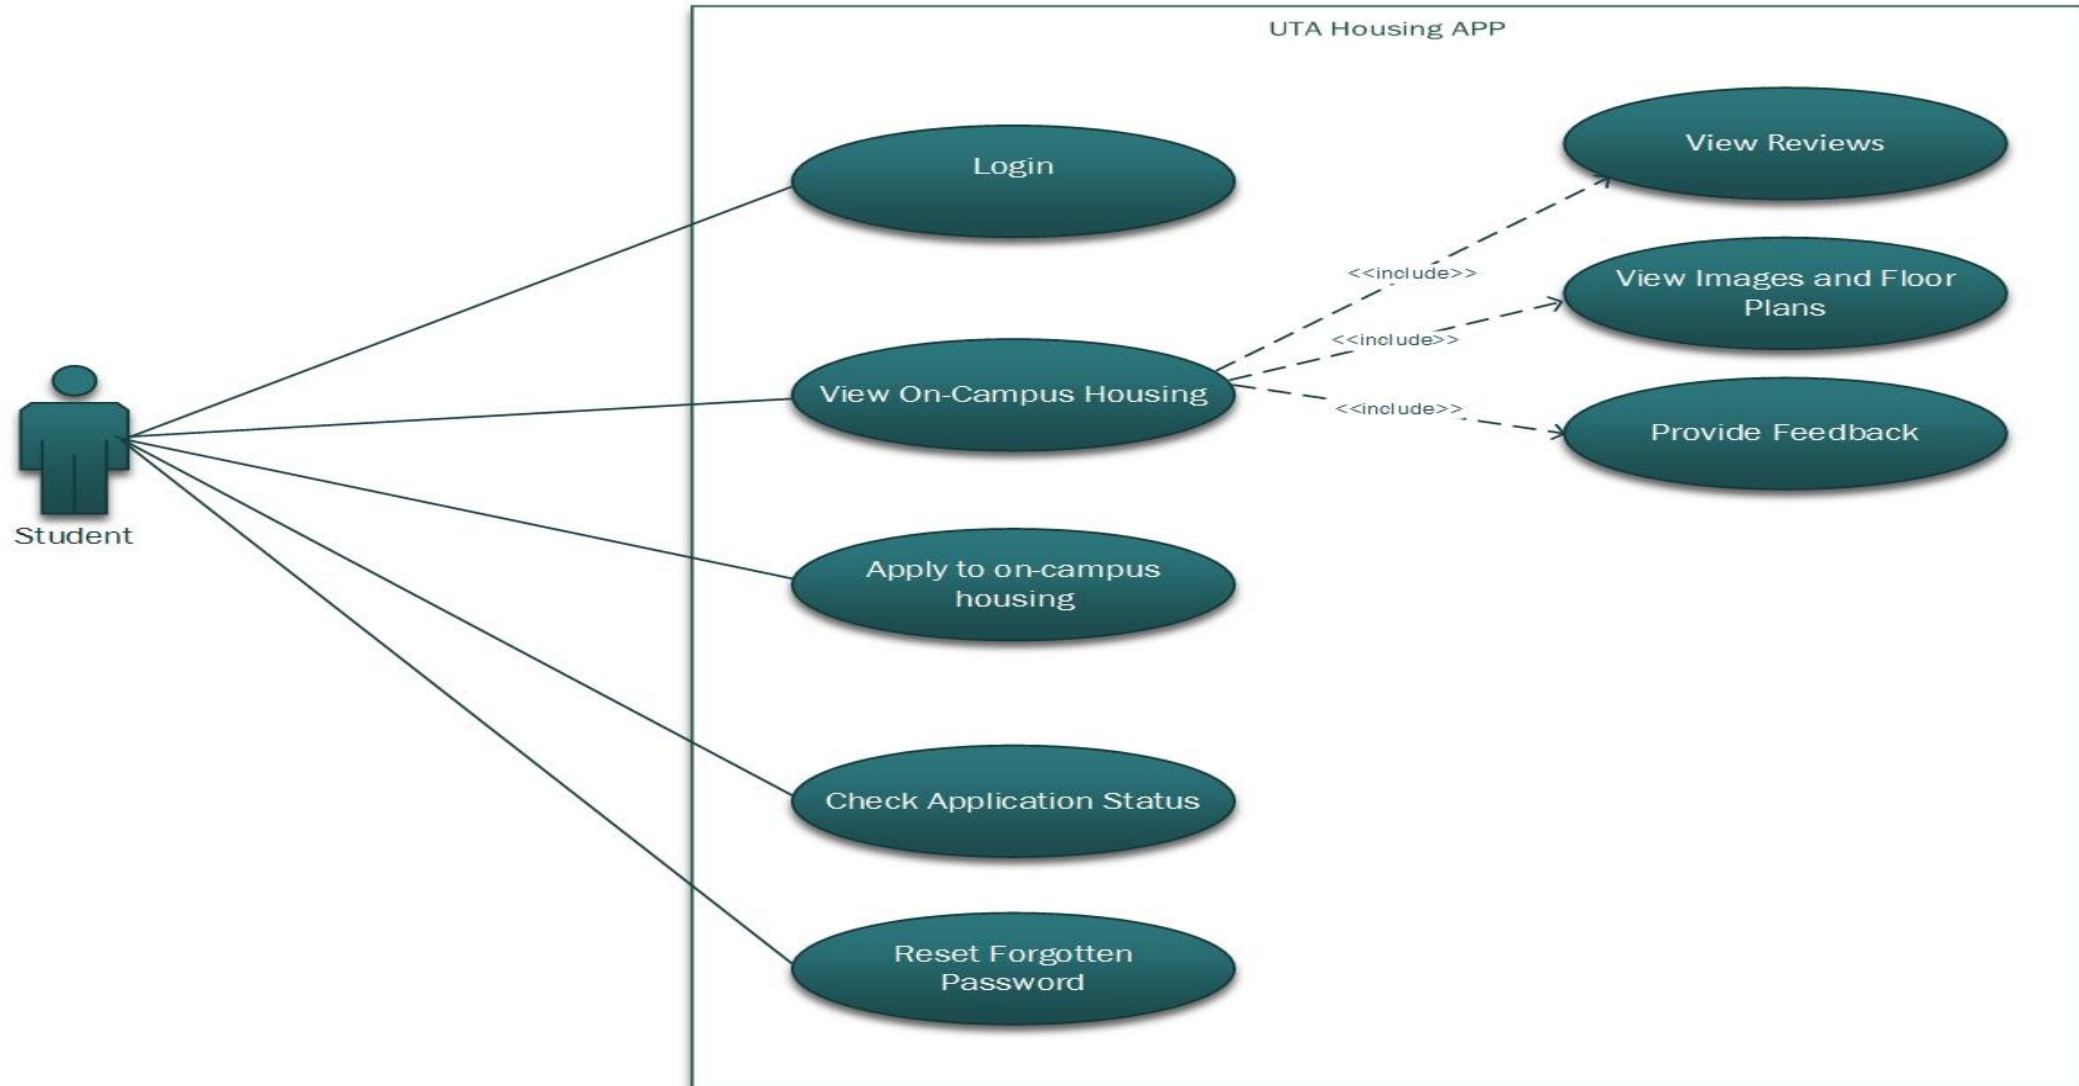 UTA Housing APP
Login
View Reviews
View Images and Floor
Plans
<<include>>
<<include>>
<<include>>
View On-Campus Housing
Provide Feedback
Student
Apply to on-campus
housing
Check Application Status
Reset Forgotten
Password